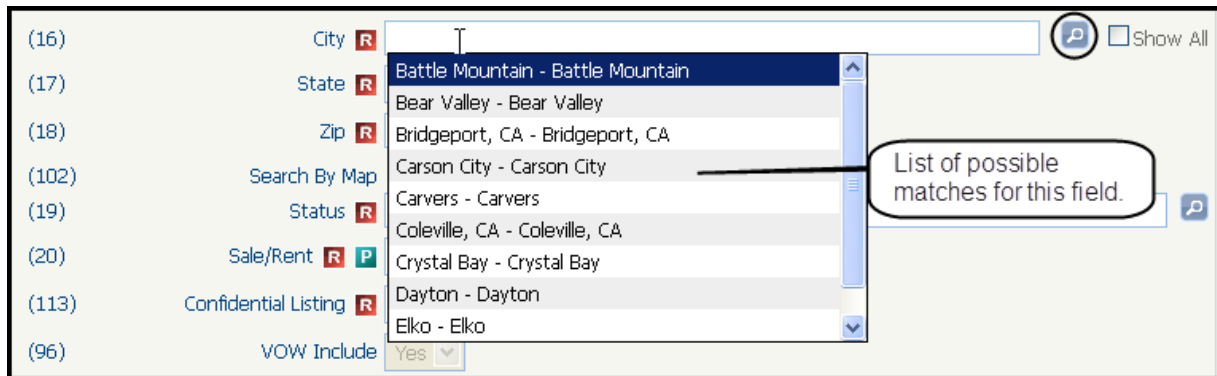 (16) City R Show All
Battle Mountain - Battle Mountain
(17) State R
Bear Valley - Bear Valley
(18) Zip R
Bridgeport, CA - Bridgeport, CA
Carson City - Carson City
List of possible
matches for this field.
(102) Search By Map
Carvers - Carvers
(19) Status R
Coleville, CA - Coleville, CA
(20) Sale/Rent R P
Crystal Bay - Crystal Bay
Dayton - Dayton
(113) Confidential Listing R
Elko - Elko
(96) VOW Include Yes